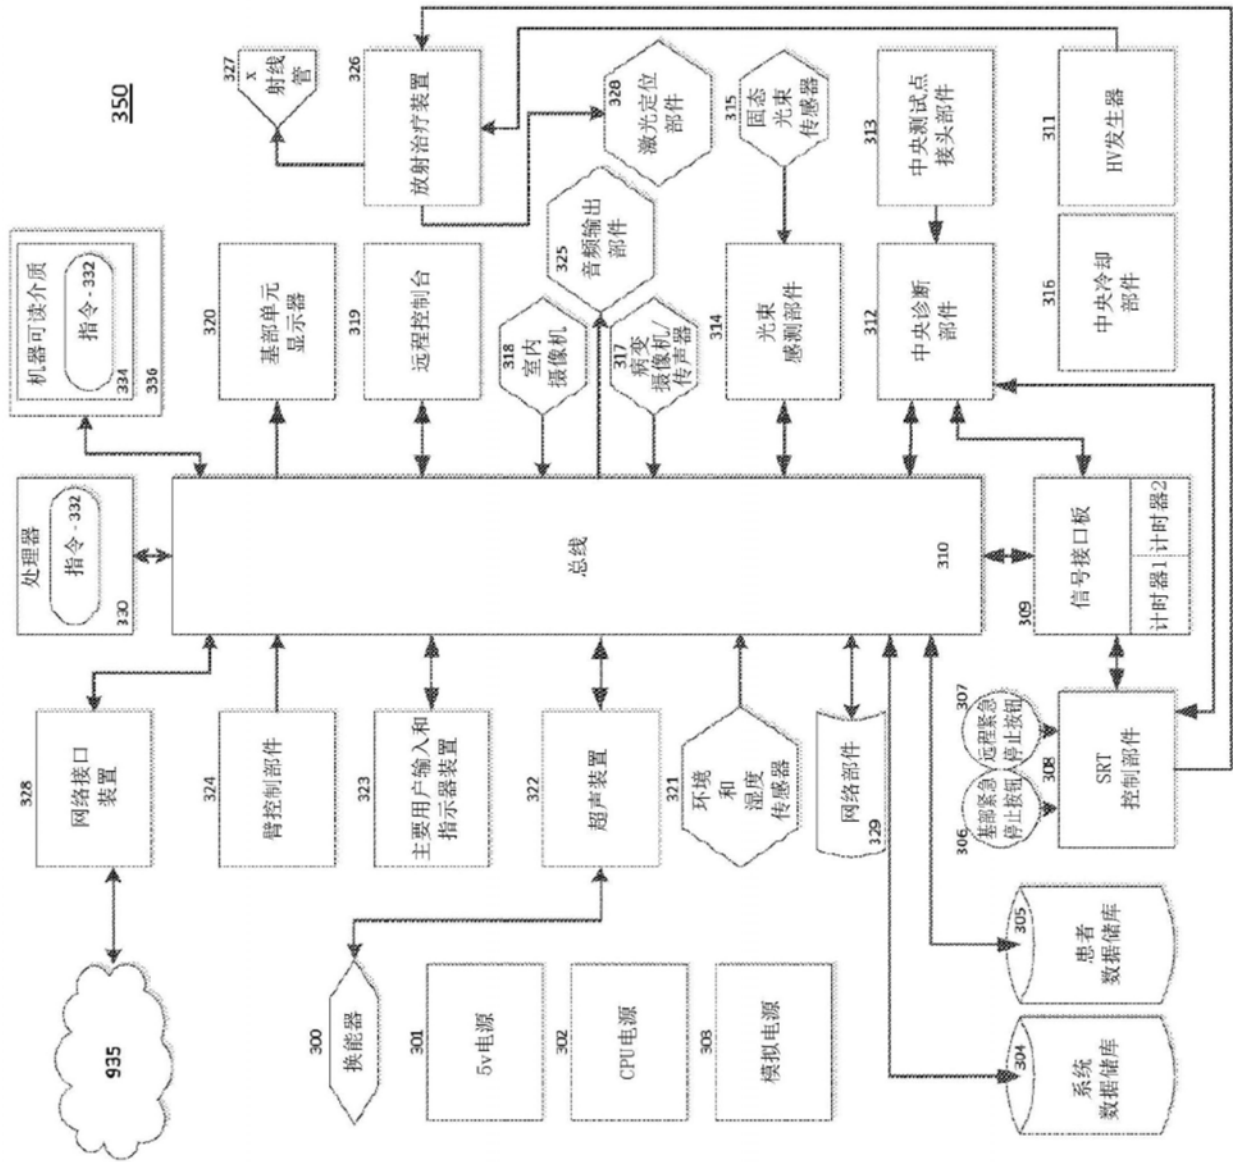 350
935
328
网络接口
装置
330
处理器
指令 - 332
机器可读介质
指令 - 332
334
336
327
x
射线
管
324
臂控制部件
320
基部单元
显示器
326
放射治疗装置
300
换能器
301
5v电源
302
CPU电源
303
模拟电源
323
主要用户输入和
指示器装置
322
超声装置
321
环境
和
湿度
传感器
网络部件
329
总线
310
319
远程控制台
318
室内
摄像机
325
音频输出
部件
328
激光定位
部件
317
病变
摄像机/
传声器
314
光束
感测部件
315
固态
光束
传感器
312
中央诊断
部件
313
中央测试点
接头部件
304
系统
数据储库
305
患者
数据储库
306
基部紧急
停止按钮
307
远程紧急
停止按钮
308
SRT
控制部件
309
信号接口板
计时器1
计时器2
316
中央冷却
部件
311
HV发生器